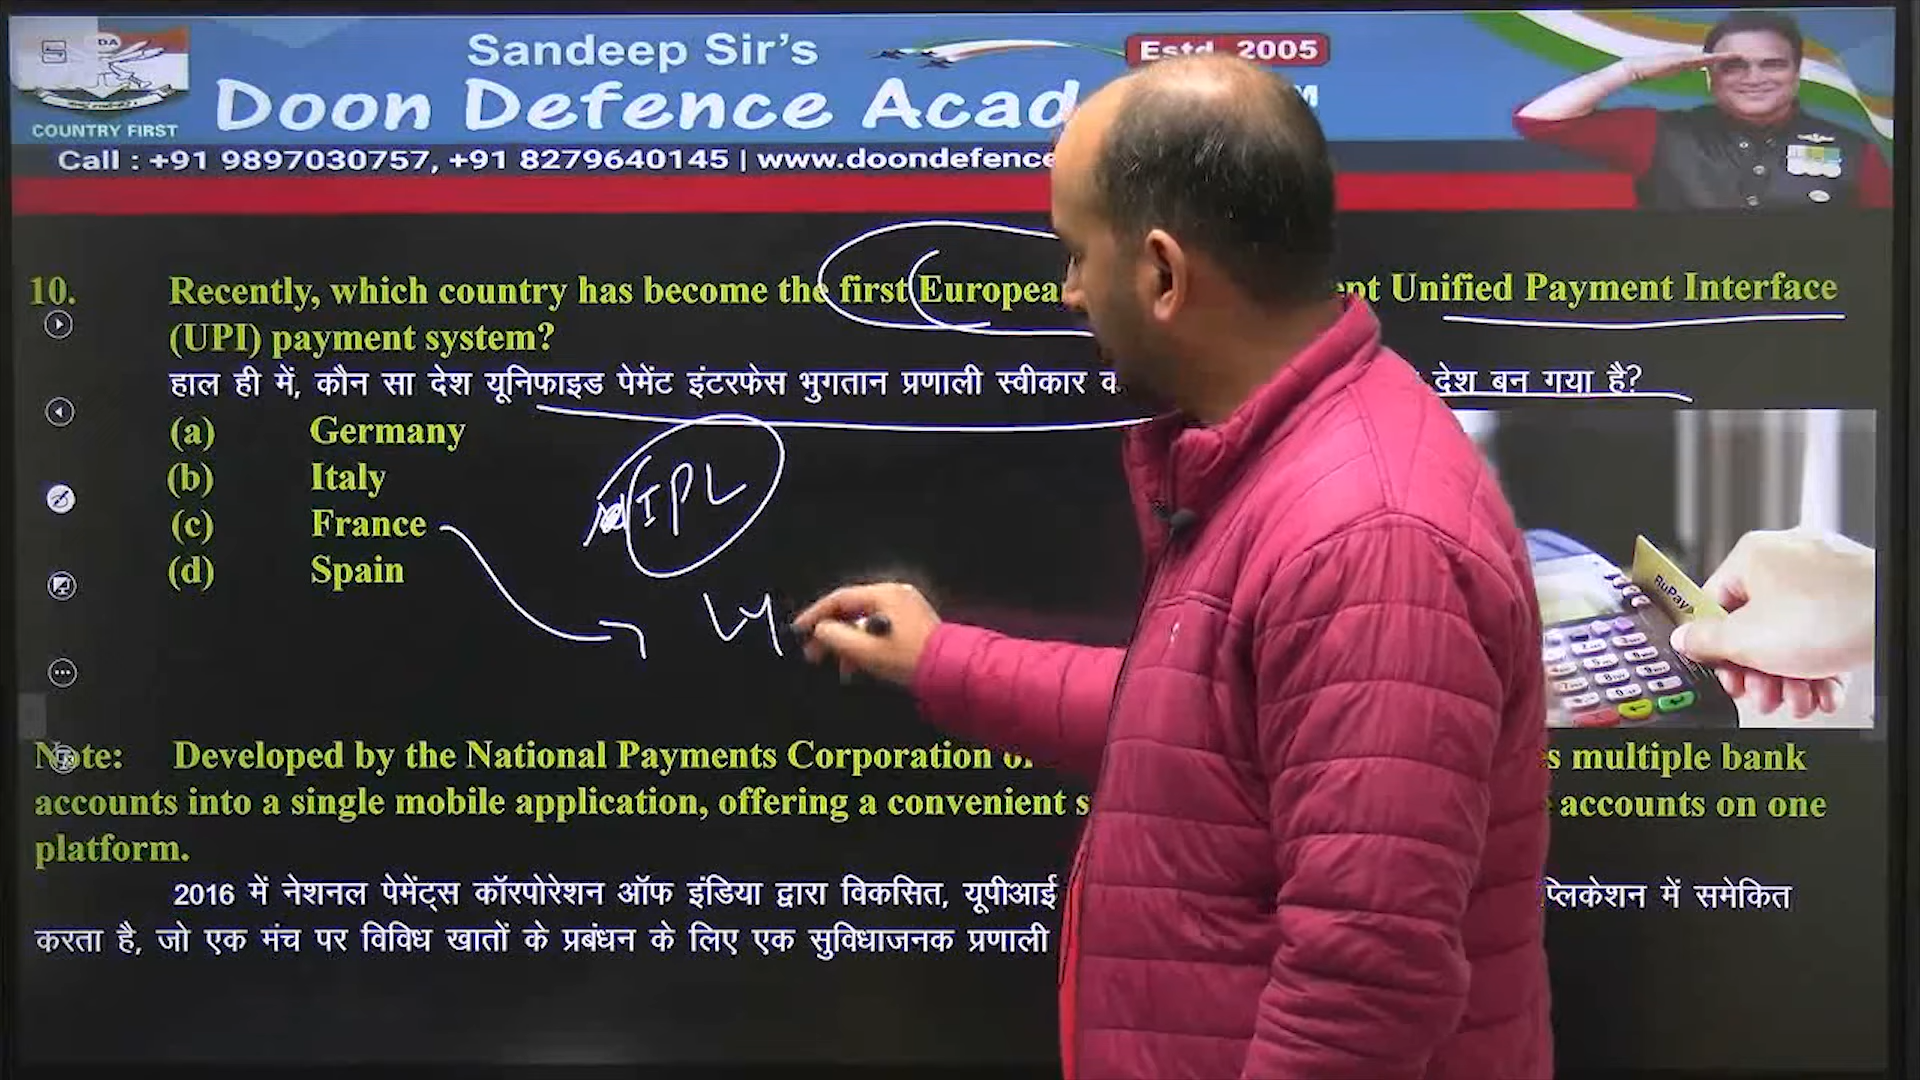 DA
COUNTRY FIRST
Sandeep Sir's
Estd. 2005
Doon Defence Acad
M
Call : +91 9897030757, +91 8279640145 | www.doondefence
10. Recently, which country has become the first Europea pt Unified Payment Interface
(UPI) payment system?
हाल ही में, कौन सा देश यूनिफाइड पेमेंट इंटरफेस भुगतान प्रणाली स्वीकार देश बन गया है?
(a) Germany
(b) Italy
(c) France
(d) Spain
IPL
RuPay
Note: Developed by the National Payments Corporation s multiple bank
accounts into a single mobile application, offering a convenient s accounts on one
platform.
2016 में नेशनल पेमेंट्स कॉरपोरेशन ऑफ इंडिया द्वारा विकसित, यूपीआई प्लिकेशन में समेकित
करता है, जो एक मंच पर विविध खातों के प्रबंधन के लिए एक सुविधाजनक प्रणाली